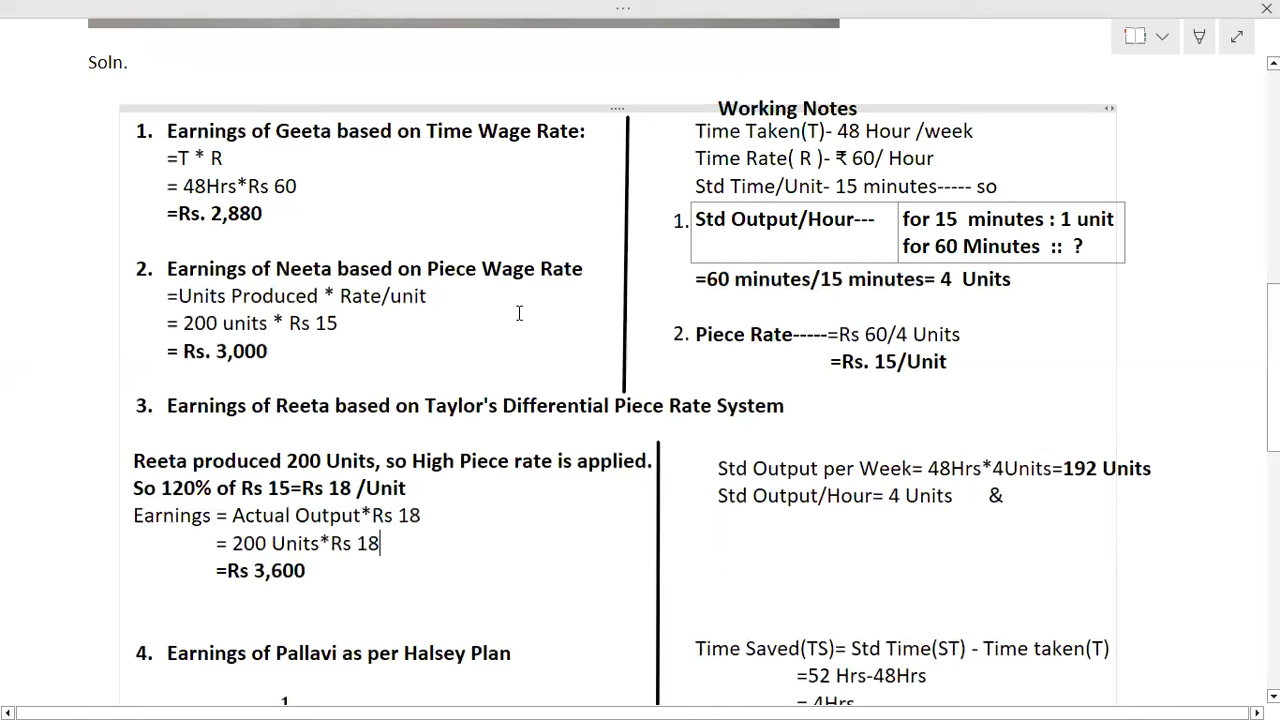 Soln.
Working Notes
1. Earnings of Geeta based on Time Wage Rate:
=T * R
= 48Hrs*Rs 60
=Rs. 2,880
Time Taken(T)- 48 Hour /week
Time Rate( R )- ₹ 60/ Hour
Std Time/Unit- 15 minutes----- so
1. Std Output/Hour---
for 15 minutes : 1 unit
for 60 Minutes :: ?
=60 minutes/15 minutes= 4 Units
2. Earnings of Neeta based on Piece Wage Rate
=Units Produced * Rate/unit
= 200 units * Rs 15
= Rs. 3,000
2. Piece Rate-----=Rs 60/4 Units
=Rs. 15/Unit
3. Earnings of Reeta based on Taylor's Differential Piece Rate System
Reeta produced 200 Units, so High Piece rate is applied.
So 120% of Rs 15=Rs 18 /Unit
Earnings = Actual Output*Rs 18
= 200 Units*Rs 18
=Rs 3,600
Std Output per Week= 48Hrs*4Units=192 Units
Std Output/Hour= 4 Units &
4. Earnings of Pallavi as per Halsey Plan
1
Time Saved(TS)= Std Time(ST) - Time taken(T)
=52 Hrs-48Hrs
= 4Hrs